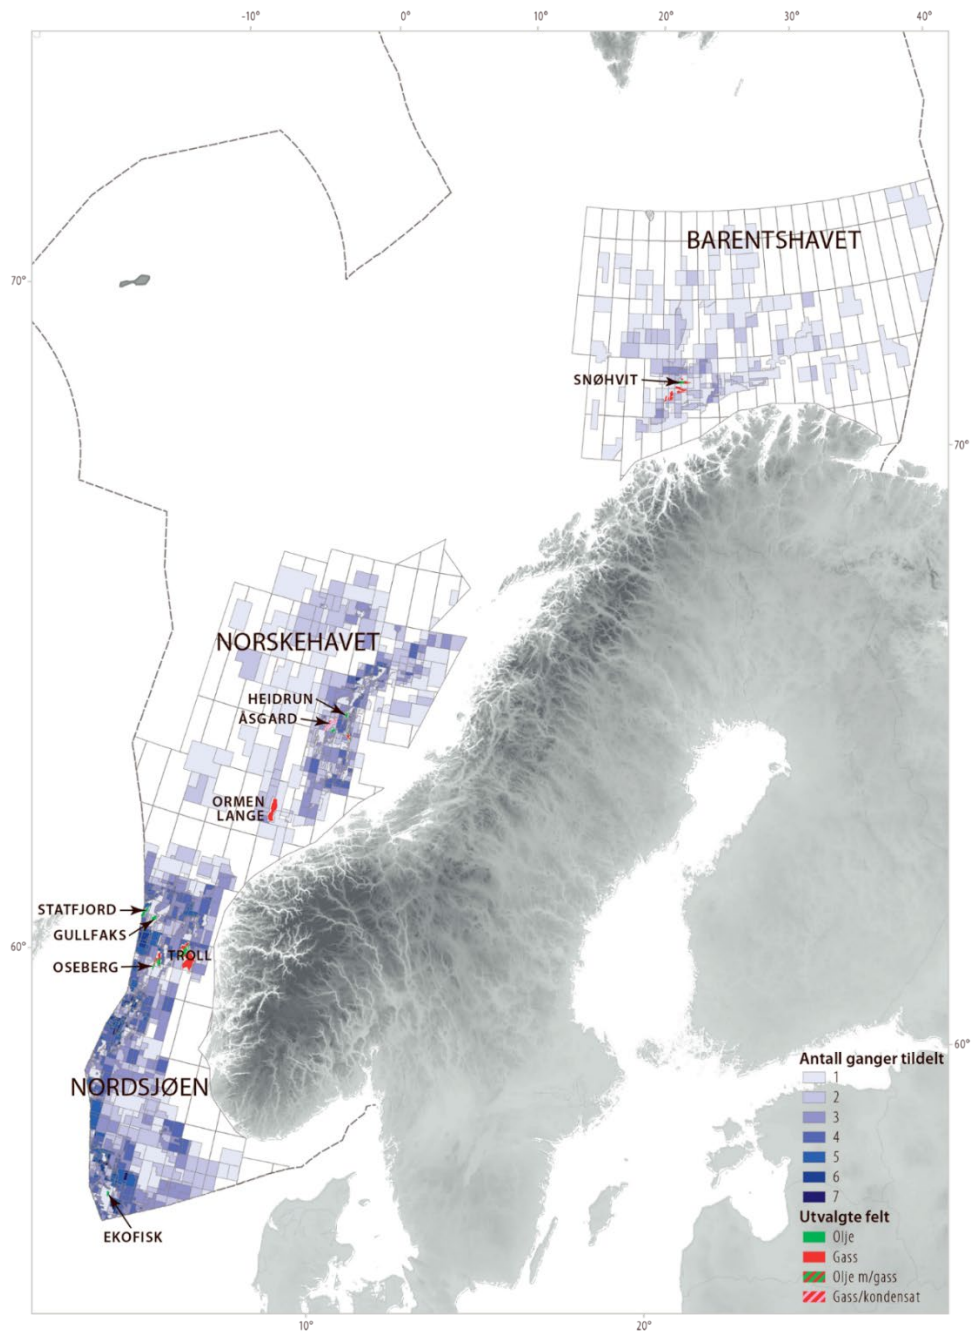 -10°
0°
10°
20°
30°
40°
BARENTSHAVET
70°
SNØHVIT
70°
NORSKEHAVET
HEIDRUN
ÅSGARD
ORMEN
LANGE
STATFJORD
GULLFAKS
TROLL
OSEBERG
60°
60°
NORDSJØEN
EKOFISK
Antall ganger tildelt
1
2
3
4
5
6
7
Utvalgte felt
Olje
Gass
Olje m/gass
Gass/kondensat
10°
20°